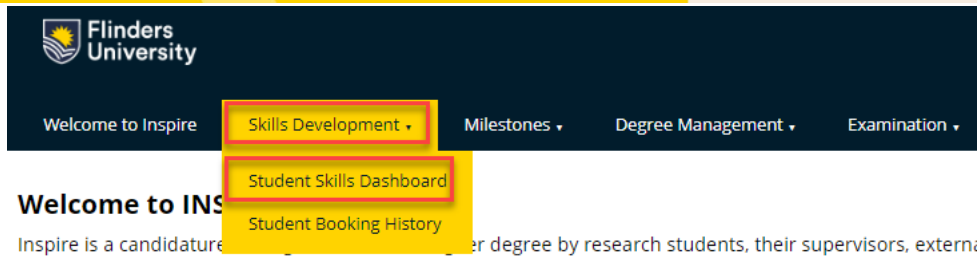 Flinders
University
Welcome to Inspire Skills Development Milestones Degree Management Examination
Student Skills Dashboard
Student Booking History
Welcome to INS
Inspire is a candidature er degree by research students, their supervisors, externa